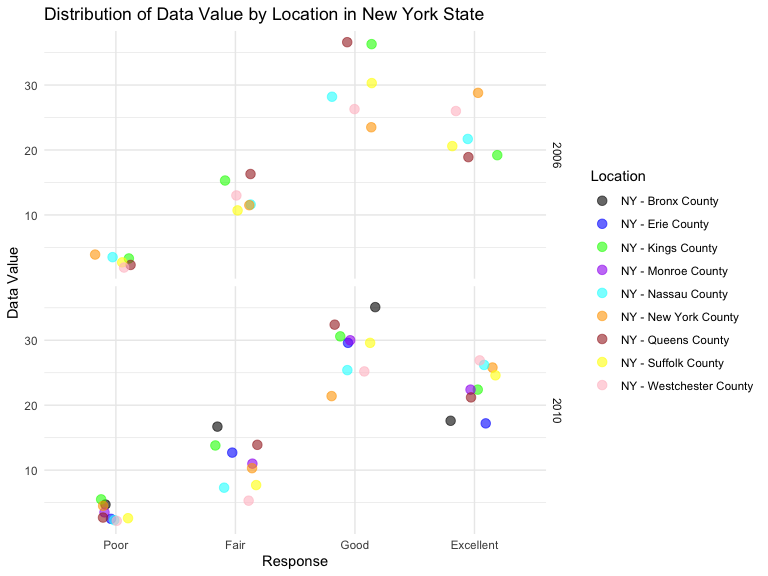 Distribution of Data Value by Location in New York State
Data Value
30
20
10
2006
30
20
10
2010
Poor
Fair
Good
Excellent
Response
Location
NY - Bronx County
NY - Erie County
NY - Kings County
NY - Monroe County
NY - Nassau County
NY - New York County
NY - Queens County
NY - Suffolk County
NY - Westchester County